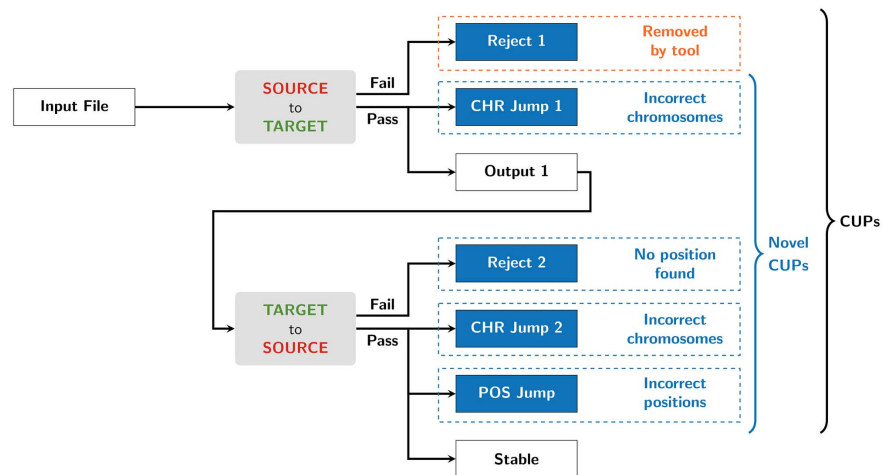 Reject 1
Removed
by tool
Fail
Input File
SOURCE
to
TARGET
CHR Jump 1
Incorrect
chromosomes
Pass
Output 1
CUPs
Novel
CUPs
Reject 2
No position
found
Fail
TARGET
to
SOURCE
CHR Jump 2
Incorrect
chromosomes
Pass
POS Jump
Incorrect
positions
Stable